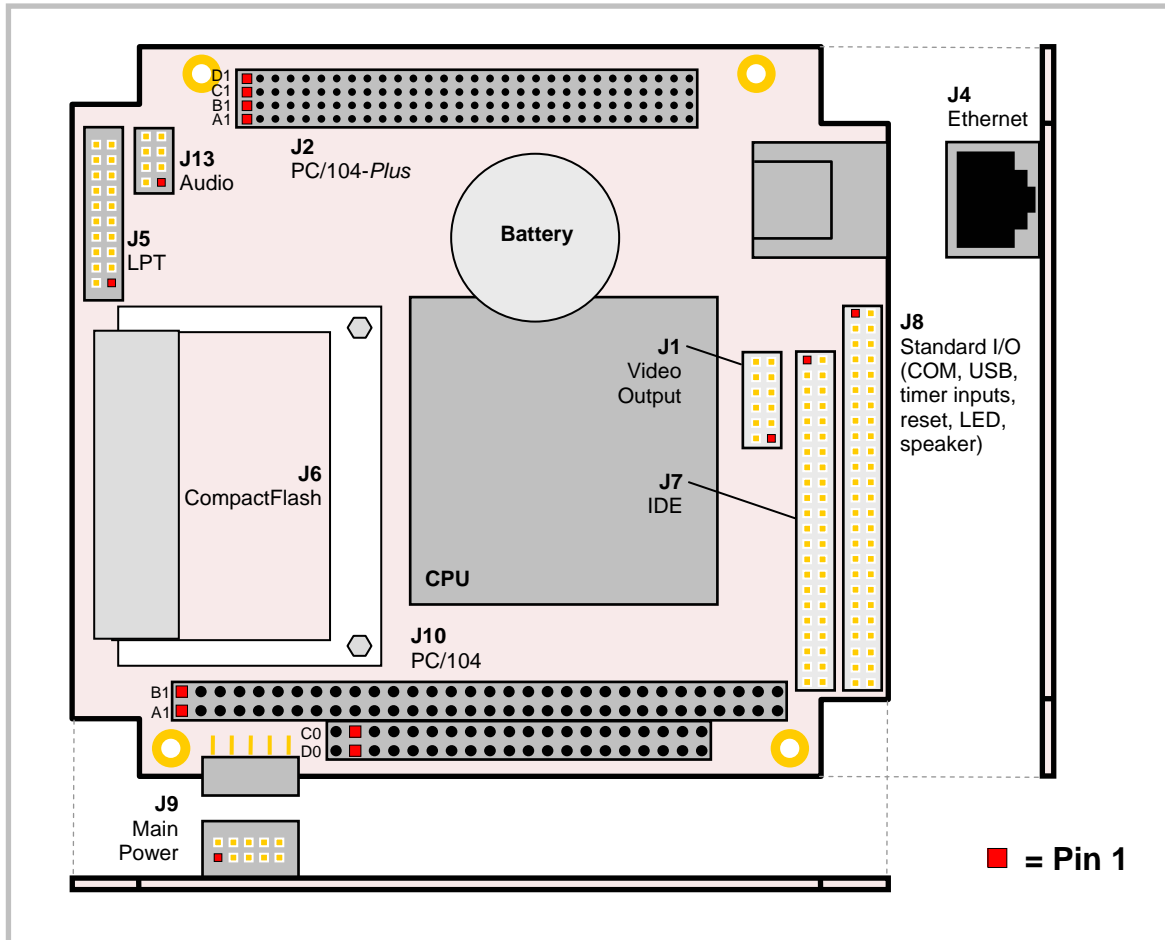 D1
C1
B1
A1
J2
PC/104-Plus
J13
Audio
J5
LPT
Battery
J4
Ethernet
J8
Standard I/O
(COM, USB,
timer inputs,
reset, LED,
speaker)
J1
Video
Output
J6
CompactFlash
J7
IDE
CPU
J10
PC/104
B1
A1
C0
D0
J9
Main
Power
= Pin 1